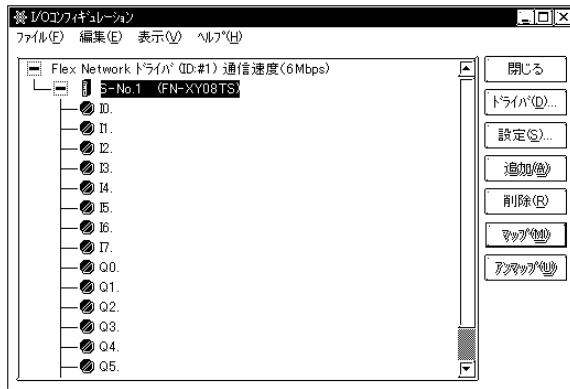 I/Oコンフィギュレーション
ファイル(F) 編集(E) 表示(V) ヘルプ(H)
Flex Network ドライバ (ID:#1) 通信速度(6Mbps)
S-No.1 (FN-XY08TS)
I0.
I1.
I2.
I3.
I4.
I5.
I6.
I7.
Q0.
Q1.
Q2.
Q3.
Q4.
Q5.
閉じる
ドライバ(D)...
設定(S)...
追加(A)
削除(R)
マップ(M)
アンマップ(U)